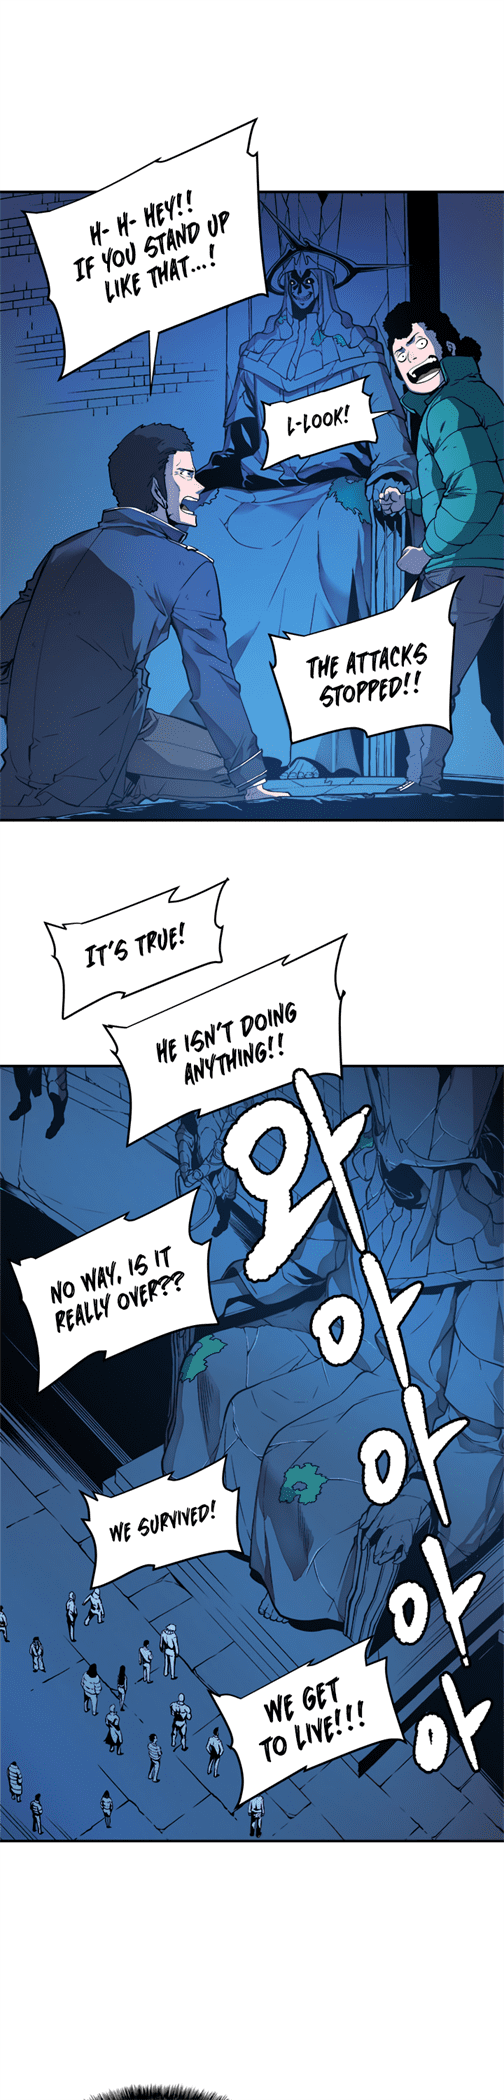 H- H- HEY!!
IF YOU STAND UP
LIKE THAT...!
L-LOOK!
THE ATTACKS
STOPPED!!
IT'S TRUE!
HE ISN'T DOING
ANYTHING!!
와아아아아
NO WAY, IS IT
REALLY OVER??
WE SURVIVED!
WE GET
TO LIVE!!!